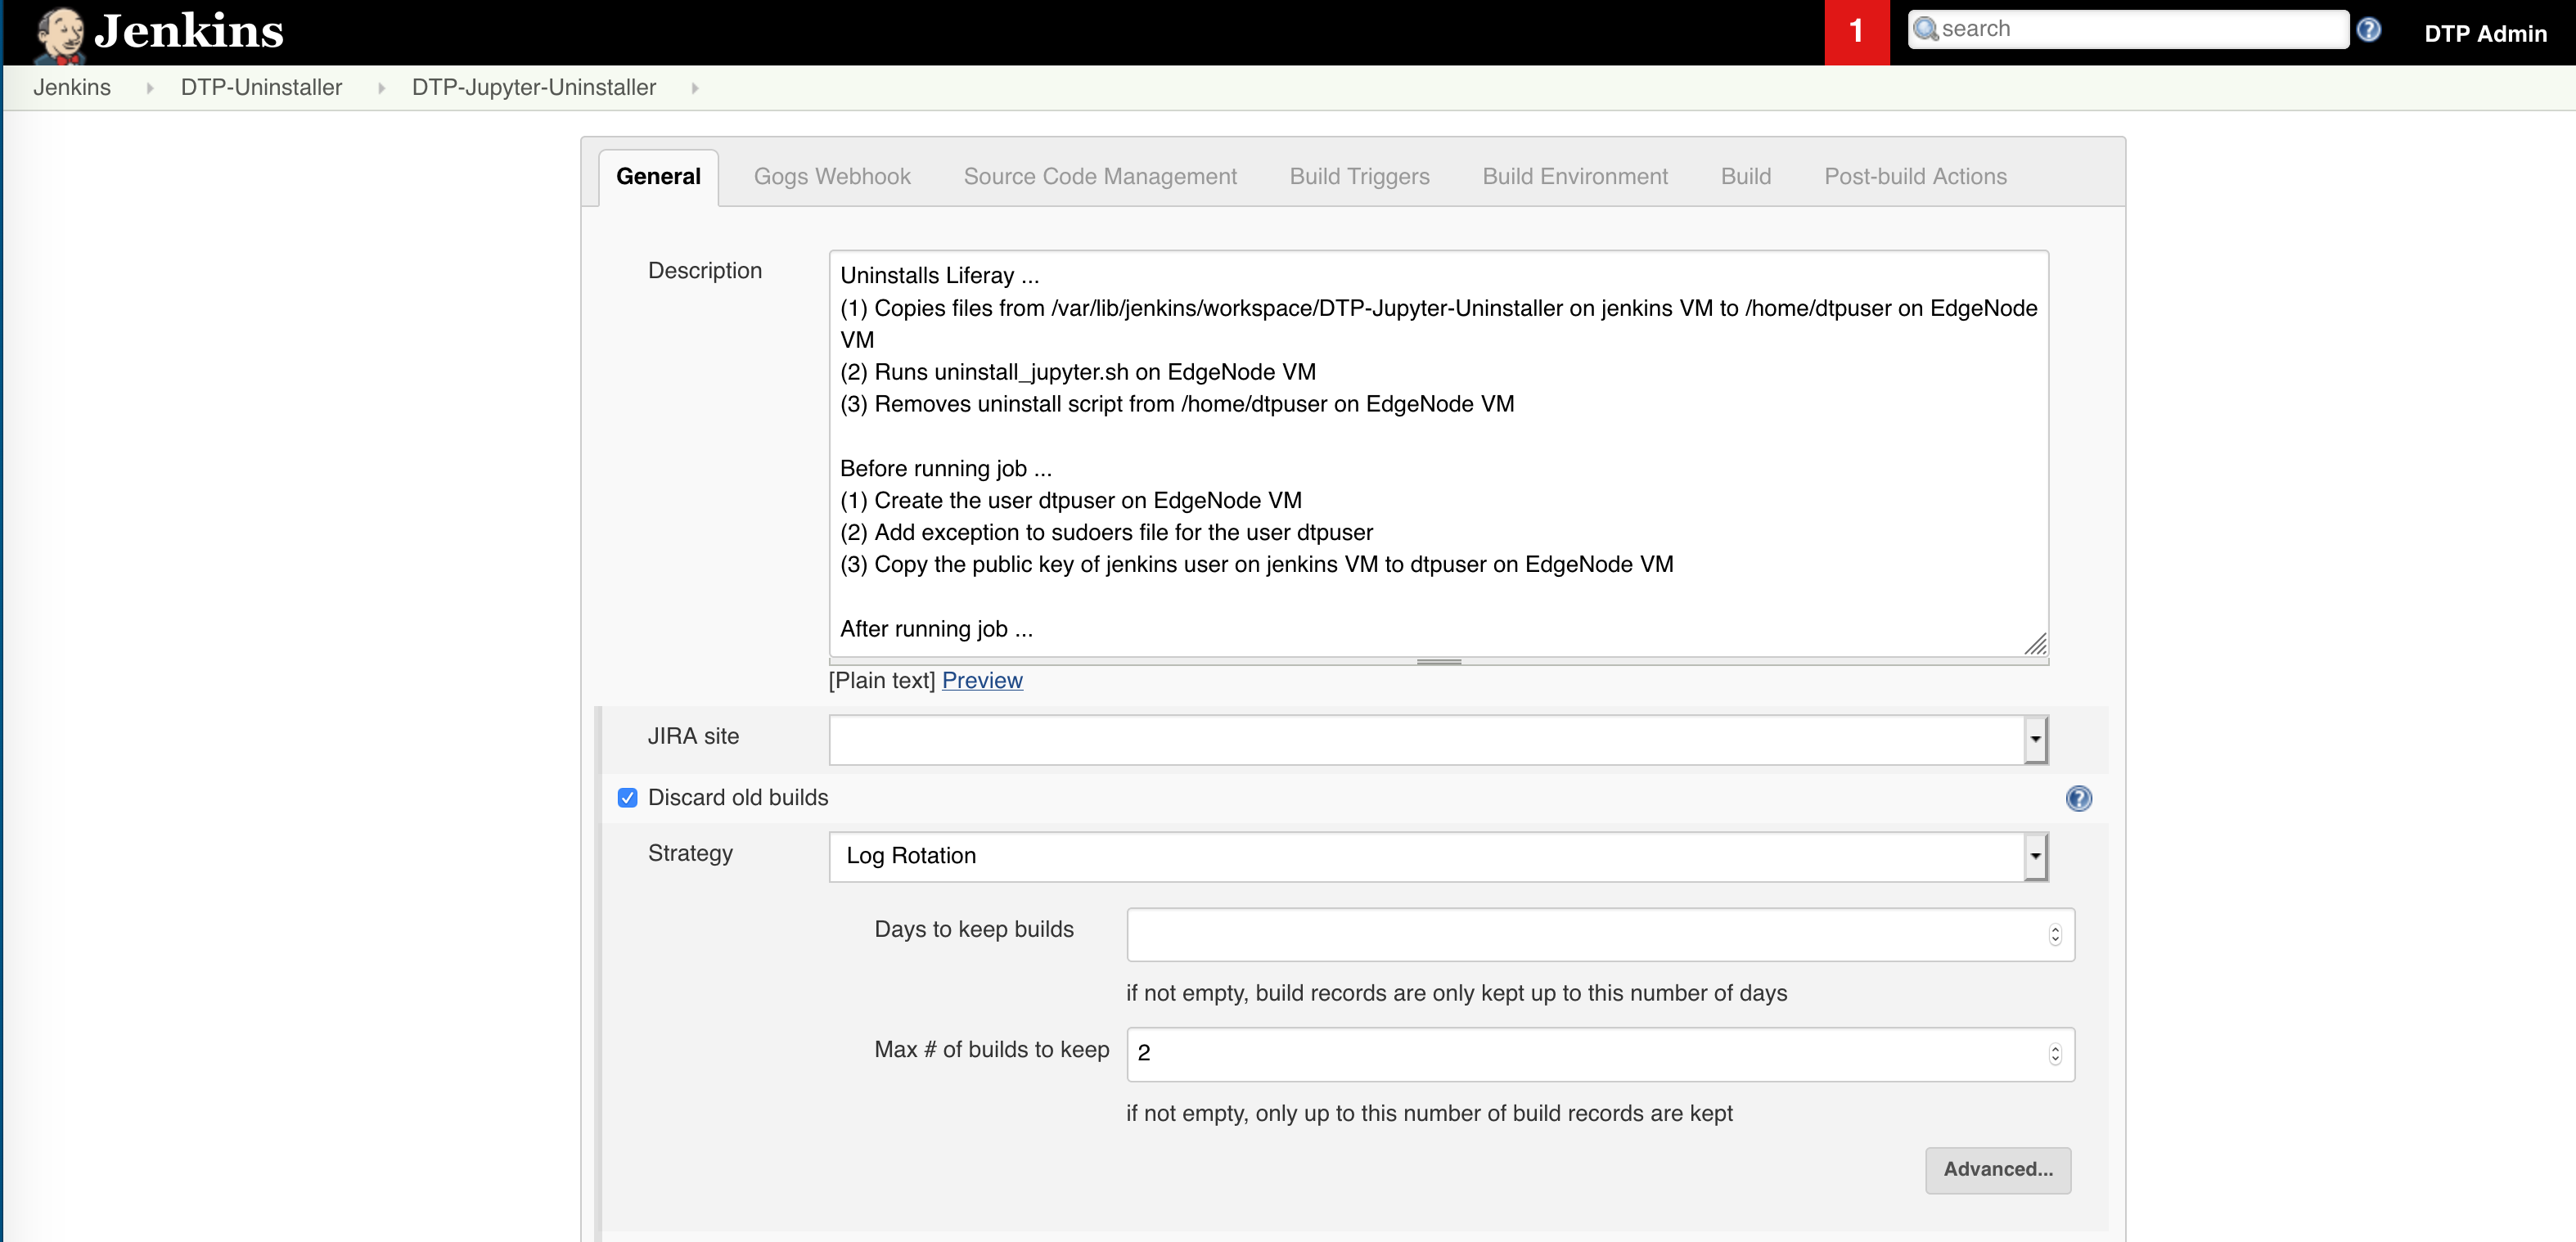 Jenkins
1
search
DTP Admin
Jenkins DTP-Uninstaller DTP-Jupyter-Uninstaller
General Gogs Webhook Source Code Management Build Triggers Build Environment Build Post-build Actions
Description
Uninstalls Liferay ...
(1) Copies files from /var/lib/jenkins/workspace/DTP-Jupyter-Uninstaller on jenkins VM to /home/dtpuser on EdgeNode
VM
(2) Runs uninstall_jupyter.sh on EdgeNode VM
(3) Removes uninstall script from /home/dtpuser on EdgeNode VM
Before running job ...
(1) Create the user dtpuser on EdgeNode VM
(2) Add exception to sudoers file for the user dtpuser
(3) Copy the public key of jenkins user on jenkins VM to dtpuser on EdgeNode VM
After running job ...
[Plain text] Preview
JIRA site
Discard old builds
Strategy
Log Rotation
Days to keep builds
if not empty, build records are only kept up to this number of days
Max # of builds to keep
2
if not empty, only up to this number of build records are kept
Advanced...